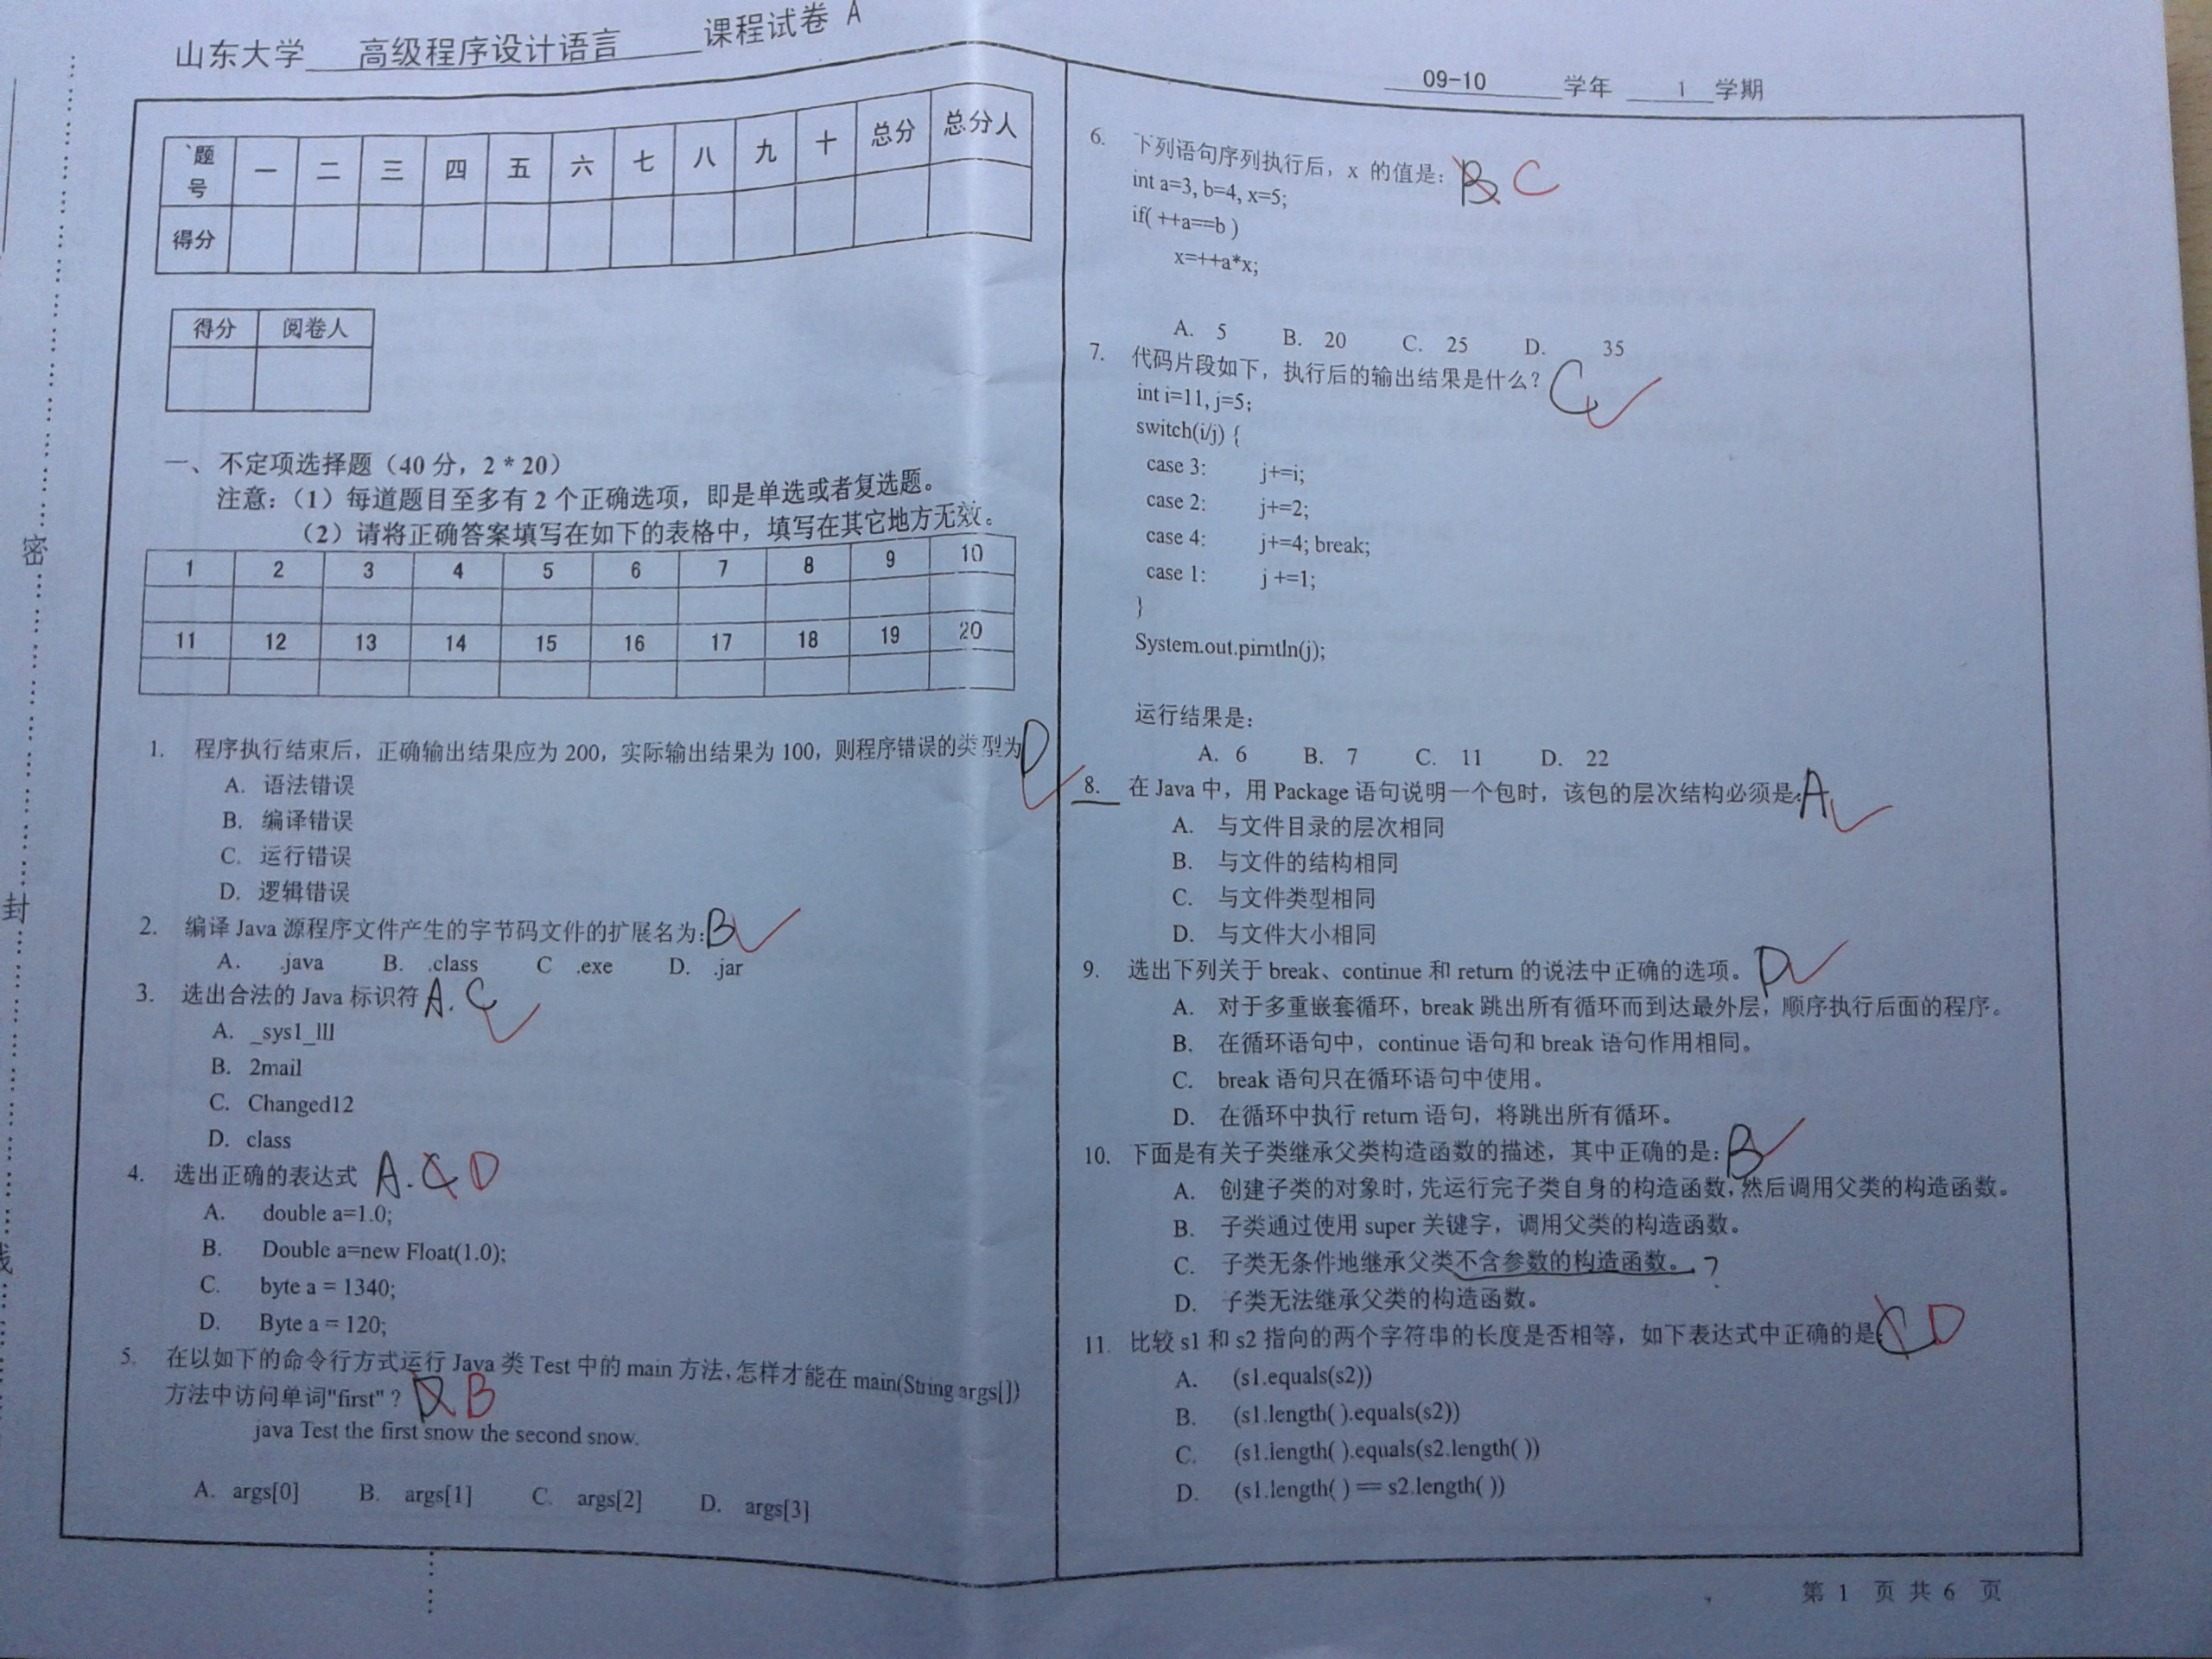 山东大学 高级程序设计语言 课程试卷 A
09-10 学年 1 学期
密
封
线
题号 一 二 三 四 五 六 七 八 九 十 总分 总分人
得分
得分 阅卷人
一、不定项选择题（40 分，2 * 20）
注意：（1）每道题目至多有 2 个正确选项，即是单选或者复选题。
（2）请将正确答案填写在如下的表格中，填写在其它地方无效。
1 2 3 4 5 6 7 8 9 10
11 12 13 14 15 16 17 18 19 20
1. 程序执行结束后，正确输出结果应为 200，实际输出结果为 100，则程序错误的类型为 D
A. 语法错误
B. 编译错误
C. 运行错误
D. 逻辑错误
2. 编译 Java 源程序文件产生的字节码文件的扩展名为：B
A. .java B. .class C .exe D. .jar
3. 选出合法的 Java 标识符 A. C
A. _sys1_lll
B. 2mail
C. Changed12
D. class
4. 选出正确的表达式 A. C D
A. double a=1.0;
B. Double a=new Float(1.0);
C. byte a = 1340;
D. Byte a = 120;
5. 在以如下的命令行方式运行 Java 类 Test 中的 main 方法，怎样才能在 main(String args[])
方法中访问单词"first"？ D B
java Test the first snow the second snow.
A. args[0] B. args[1] C. args[2] D. args[3]
6. 下列语句序列执行后，x 的值是： B C
int a=3, b=4, x=5;
if( ++a==b )
x=++a*x;
A. 5 B. 20 C. 25 D. 35
7. 代码片段如下，执行后的输出结果是什么？ C
int i=11, j=5;
switch(i/j) {
case 3: j+=i;
case 2: j+=2;
case 4: j+=4; break;
case 1: j +=1;
}
System.out.pirntln(j);
运行结果是：
A. 6 B. 7 C. 11 D. 22
8. 在 Java 中，用 Package 语句说明一个包时，该包的层次结构必须是：A
A. 与文件目录的层次相同
B. 与文件的结构相同
C. 与文件类型相同
D. 与文件大小相同
9. 选出下列关于 break、continue 和 return 的说法中正确的选项。 D
A. 对于多重嵌套循环，break 跳出所有循环而到达最外层，顺序执行后面的程序。
B. 在循环语句中，continue 语句和 break 语句作用相同。
C. break 语句只在循环语句中使用。
D. 在循环中执行 return 语句，将跳出所有循环。
10. 下面是有关子类继承父类构造函数的描述，其中正确的是：B
A. 创建子类的对象时，先运行完子类自身的构造函数，然后调用父类的构造函数。
B. 子类通过使用 super 关键字，调用父类的构造函数。
C. 子类无条件地继承父类不含参数的构造函数。 ?
D. 子类无法继承父类的构造函数。
11. 比较 s1 和 s2 指向的两个字符串的长度是否相等，如下表达式中正确的是 C D
A. (s1.equals(s2))
B. (s1.length( ).equals(s2))
C. (s1.length( ).equals(s2.length( ))
D. (s1.length( ) == s2.length( ))
第 1 页 共 6 页